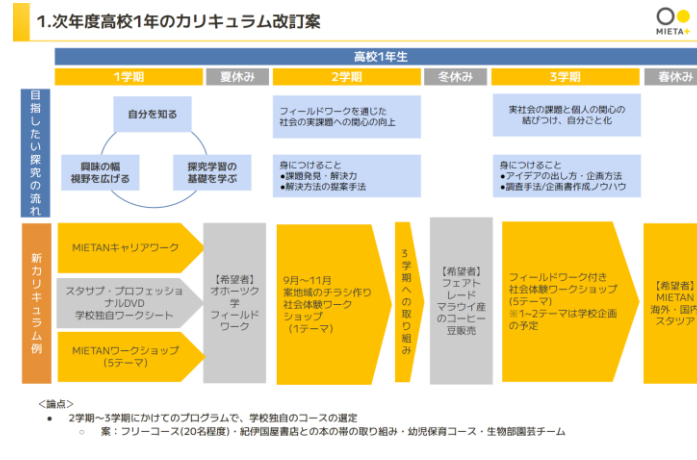 1.次年度高校1年のカリキュラム改訂案
MIETA+
高校1年生
1学期
夏休み
2学期
冬休み
3学期
春休み
目指したい探究の流れ
自分を知る
興味の幅
視野を広げる
探究学習の
基礎を学ぶ
フィールドワークを通じた
社会の実課題への関心の向上
身につけること
●課題発見・解決力
●解決方法の提案手法
実社会の課題と個人の関心の
結びつけ、自分ごと化
身につけること
●アイデアの出し方・企画方法
●調査手法/企画書作成ノウハウ
新カリキュラム例
MIETANキャリアワーク
スタサプ・プロフェッショ
ナルDVD
学校独自ワークシート
MIETANワークショップ
（5テーマ）
【希望者】
オホーツク
学
フィールド
ワーク
9月〜11月
案地域のチラシ作り
社会体験ワーク
ショップ
（1テーマ）
3学期への取り組み
【希望者】
フェアト
レード
マラウイ産
のコーヒー
豆販売
フィールドワーク付き
社会体験ワークショップ
(5テーマ)
※1~2テーマは学校企画
の予定
【希望者】
MIETAN
海外・国内
スタツア
＜論点＞
● 2学期〜3学期にかけてのプログラムで、学校独自のコースの選定
○ 案：フリーコース(20名程度)・紀伊国屋書店との本の帯の取り組み・幼児保育コース・生物部園芸チーム